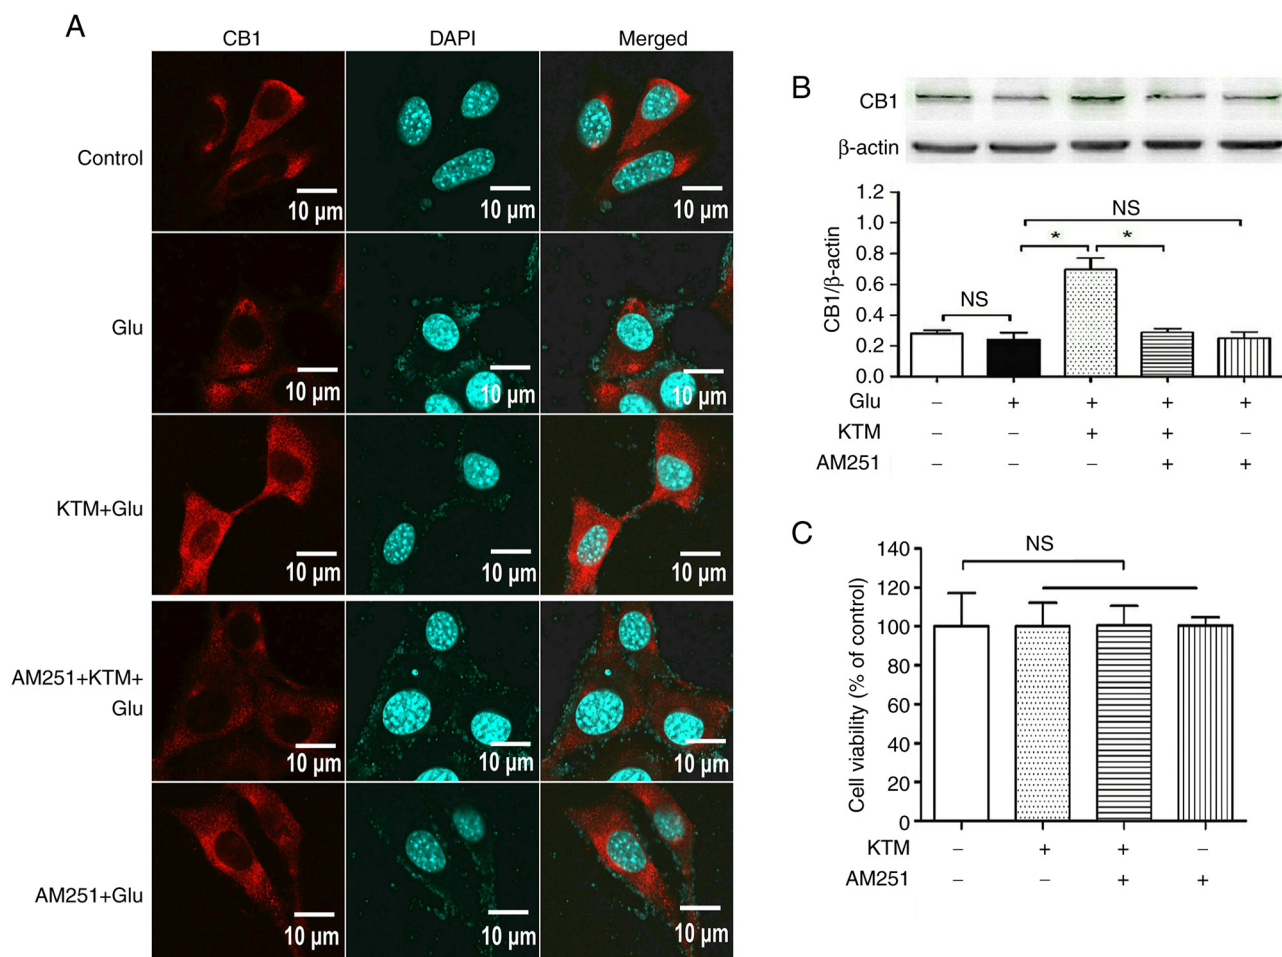 A
CB1 DAPI Merged
Control
10 µm 10 µm 10 µm
Glu
10 µm 10 µm 10 µm
KTM+Glu
10 µm 10 µm 10 µm
AM251+KTM+
Glu
10 µm 10 µm 10 µm
AM251+Glu
10 µm 10 µm 10 µm
B
CB1
β-actin
CB1/β-actin
1.2
1.0
0.8
0.6
0.4
0.2
0.0
NS
* *
NS
Glu – + + + +
KTM – – + + –
AM251 – – – + +
C
Cell viability (% of control)
140
120
100
80
60
40
20
0
NS
KTM – + + –
AM251 – – + +